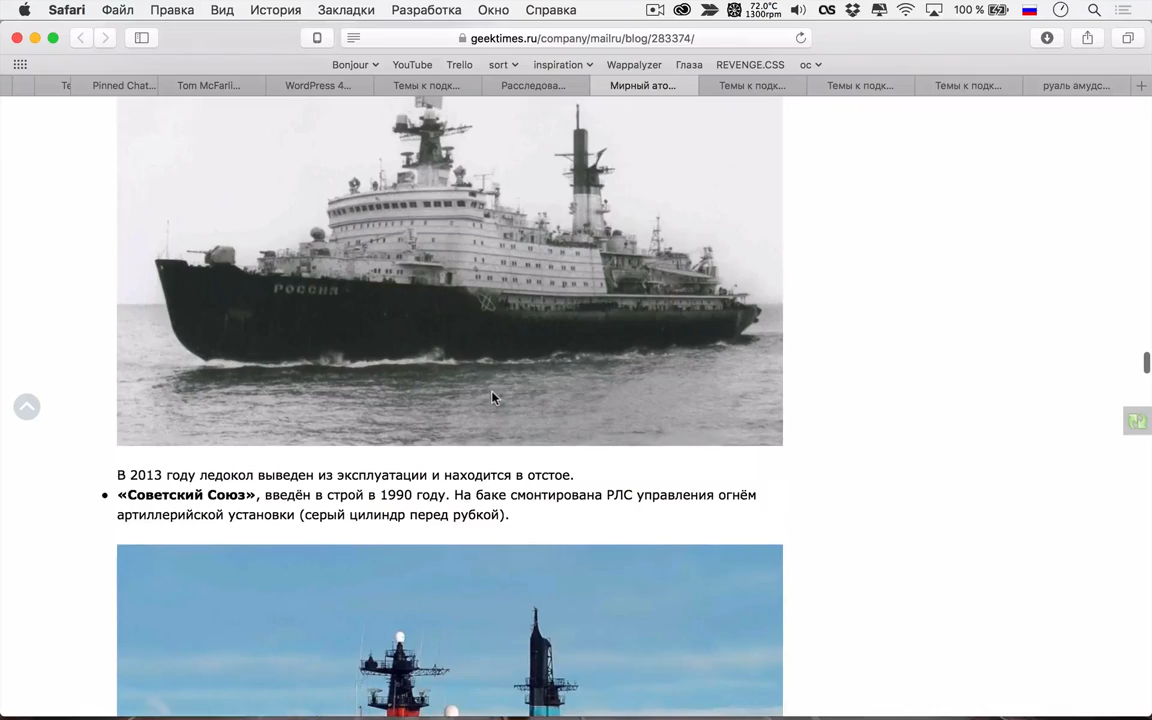 Safari Файл Правка Вид История Закладки Разработка Окно Справка 72.0°C 1300rpm 100 %
geektimes.ru/company/mailru/blog/283374/
Bonjour YouTube Trello sort inspiration Wappalyzer Глаза REVENGE.CSS ос
Те Pinned Chat... Tom McFarli... WordPress 4... Темы к подк... Расследова... Мирный ато... Темы к подк... Темы к подк... Темы к подк... руаль амудс...
РОССИЯ
В 2013 году ледокол выведен из эксплуатации и находится в отстое.
• «Советский Союз», введён в строй в 1990 году. На баке смонтирована РЛС управления огнём
артиллерийской установки (серый цилиндр перед рубкой).